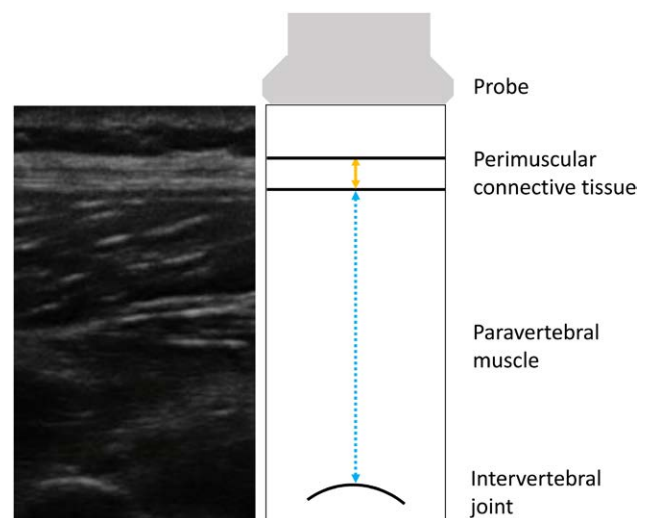 Probe
Perimuscular
connective tissue
Paravertebral
muscle
Intervertebral
joint